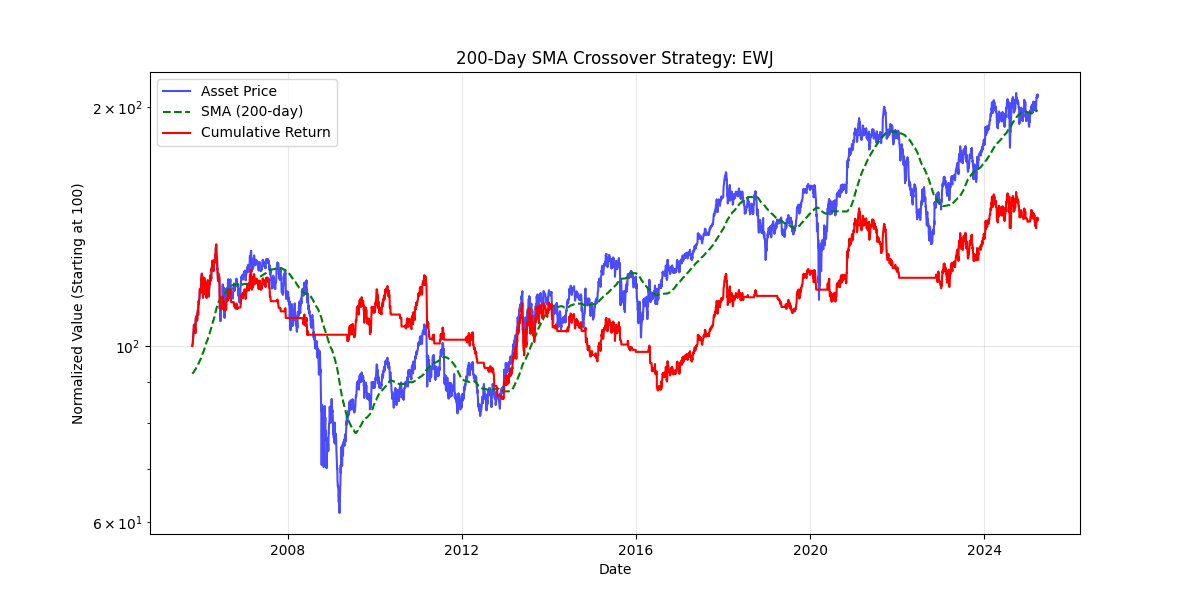 200-Day SMA Crossover Strategy: EWJ
Asset Price
SMA (200-day)
Cumulative Return
Normalized Value (Starting at 100)
2 × 10²
10²
6 × 10¹
2008 2012 2016 2020 2024
Date